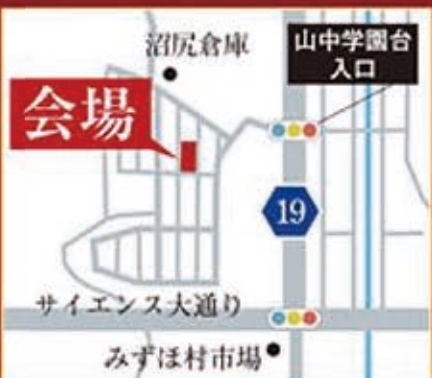 沼尻倉庫
山中学園台
入口
会場
19
サイエンス大通り
みずほ村市場